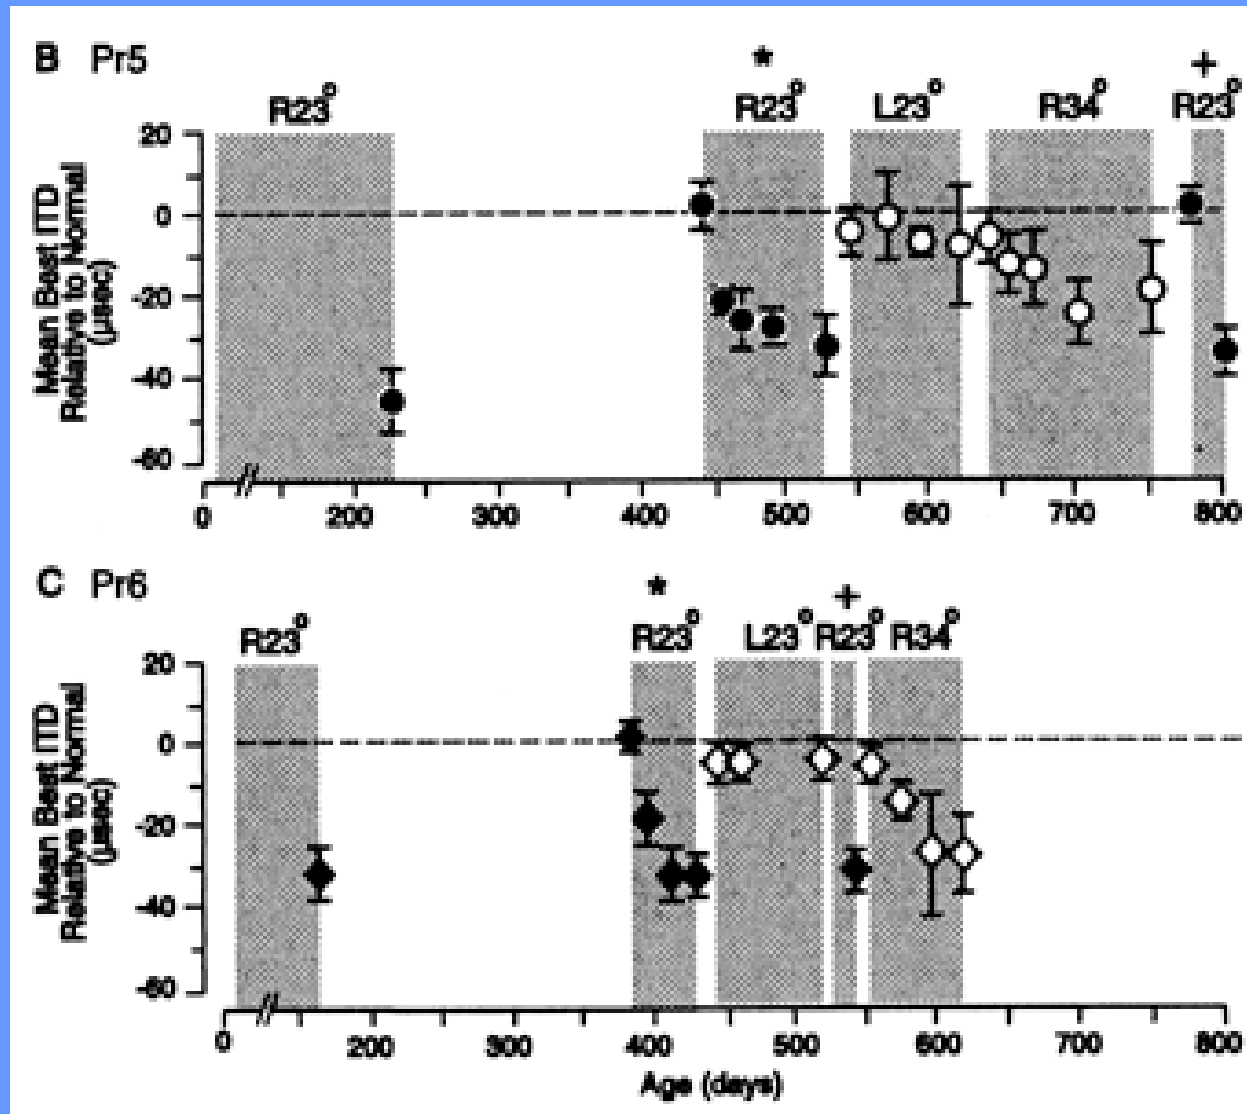 B Pr5
* +
R23° R23° L23° R34° R23°
20
0
-20
-40
-60
Mean Best ITD
Relative to Normal
(μsec)
0 200 300 400 500 600 700 800
C Pr6
* +
R23° R23° L23° R23° R34°
20
0
-20
-40
-60
Mean Best ITD
Relative to Normal
(μsec)
0 200 300 400 500 600 700 800
Age (days)